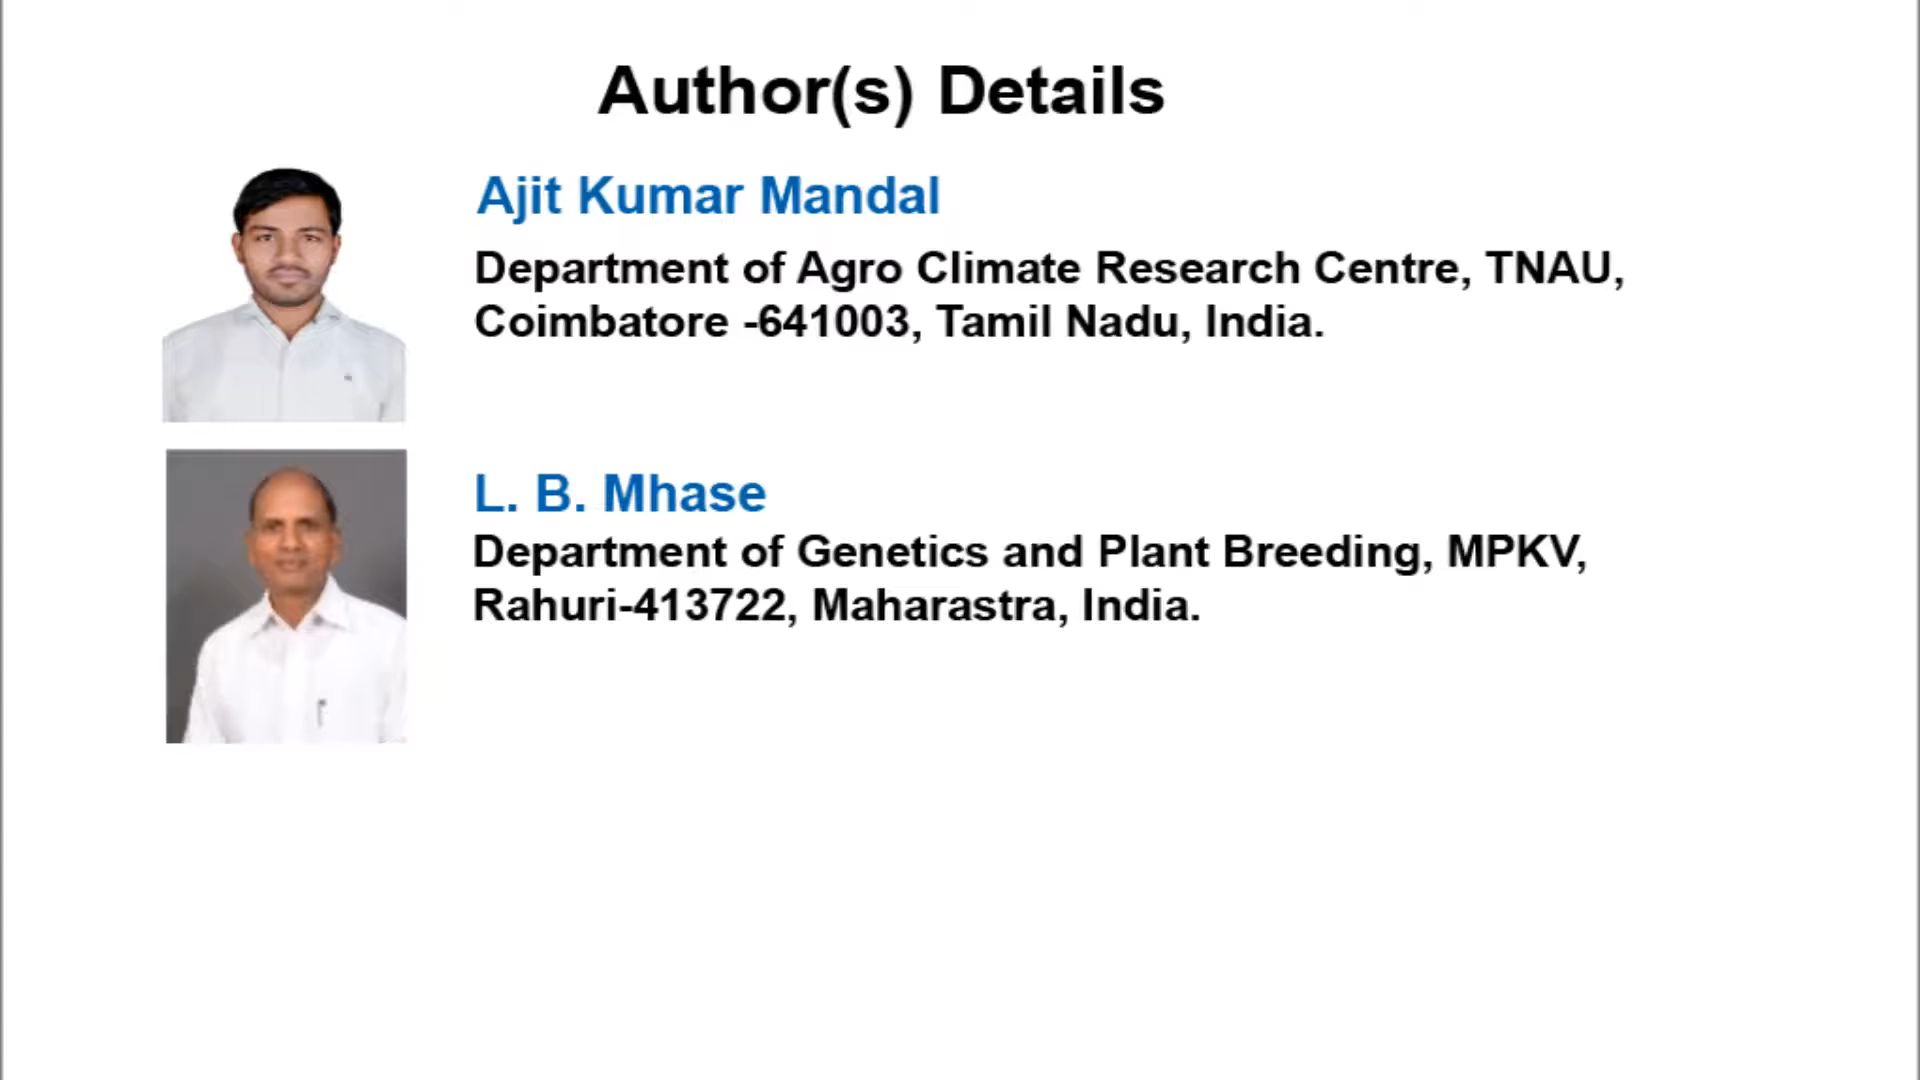 Author(s) Details
Ajit Kumar Mandal
Department of Agro Climate Research Centre, TNAU,
Coimbatore -641003, Tamil Nadu, India.
L. B. Mhase
Department of Genetics and Plant Breeding, MPKV,
Rahuri-413722, Maharastra, India.